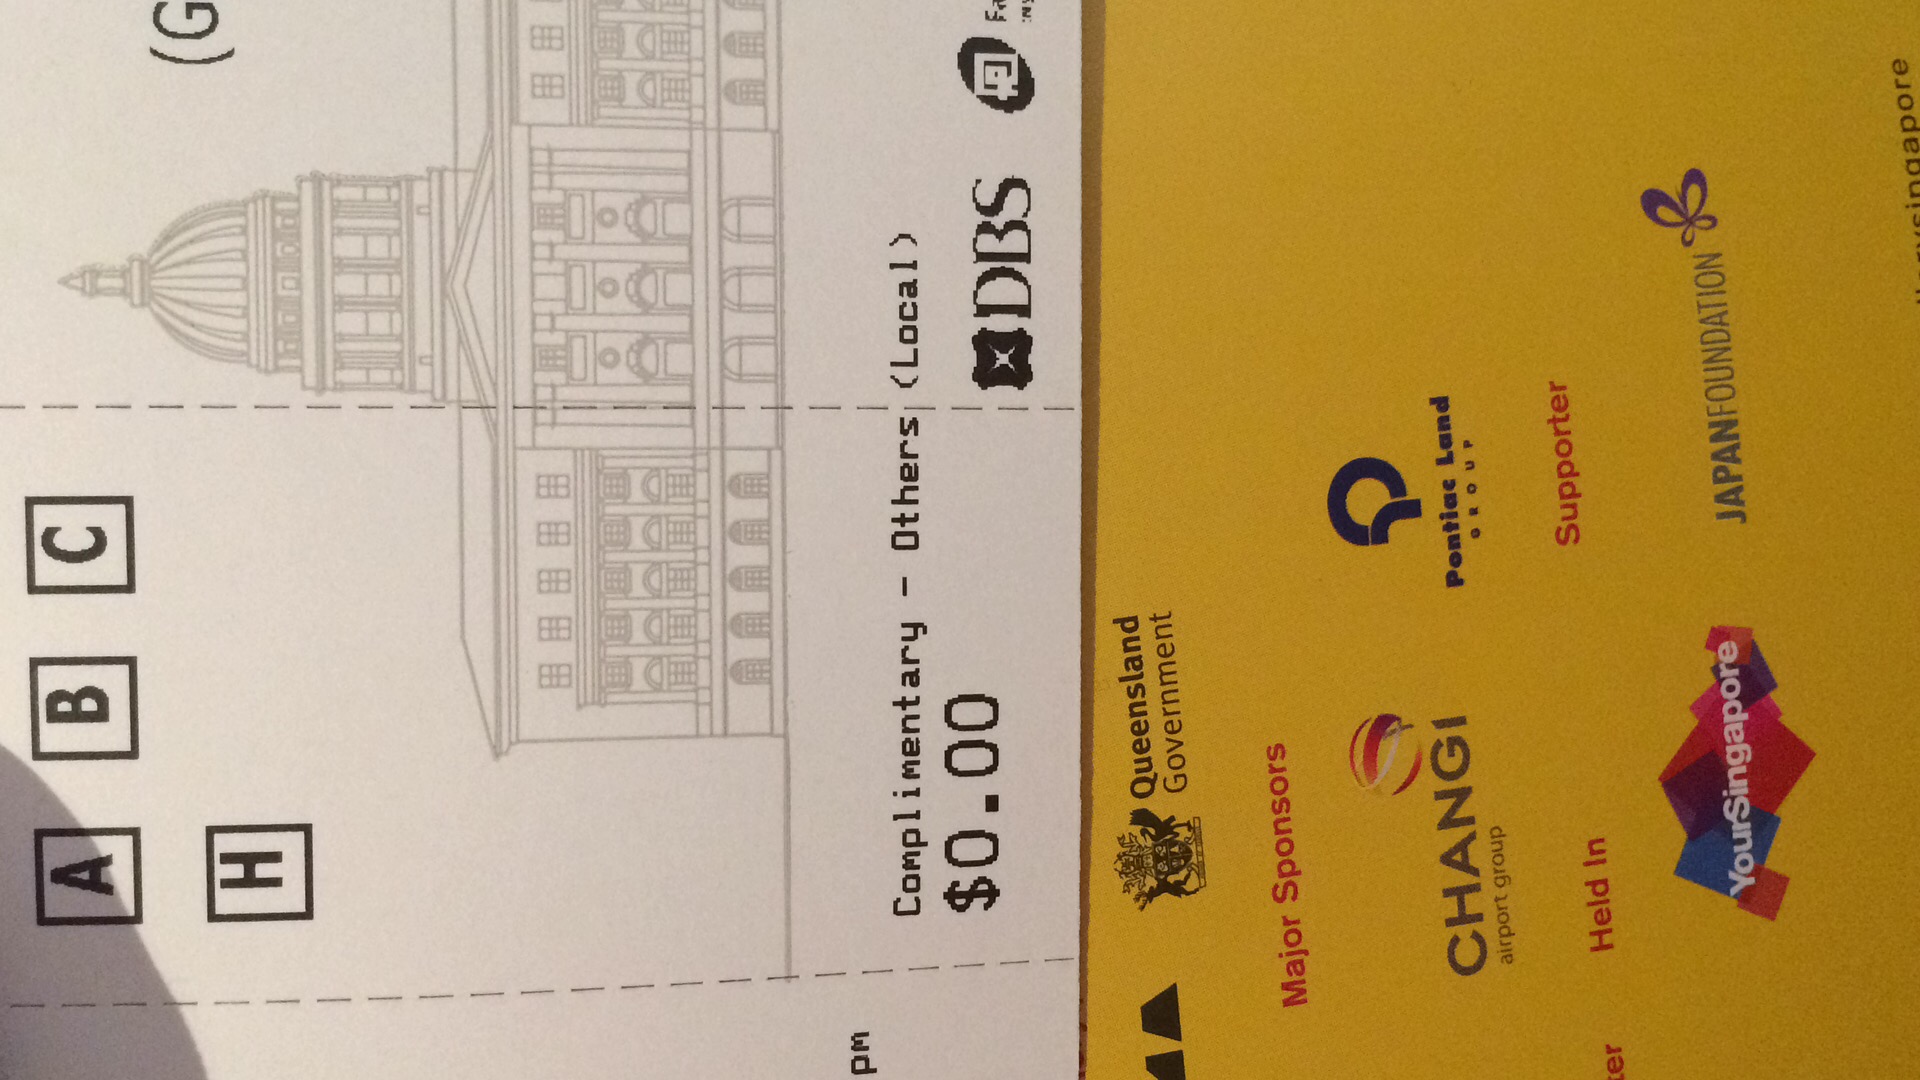 (G
A B C
H
pm
Complimentary - Others (Local)
$0.00
DBS
Queensland
Government
Major Sponsors
CHANGI
airport group
Pontiac Land
GROUP
Held In
Supporter
YourSingapore
JAPANFOUNDATION